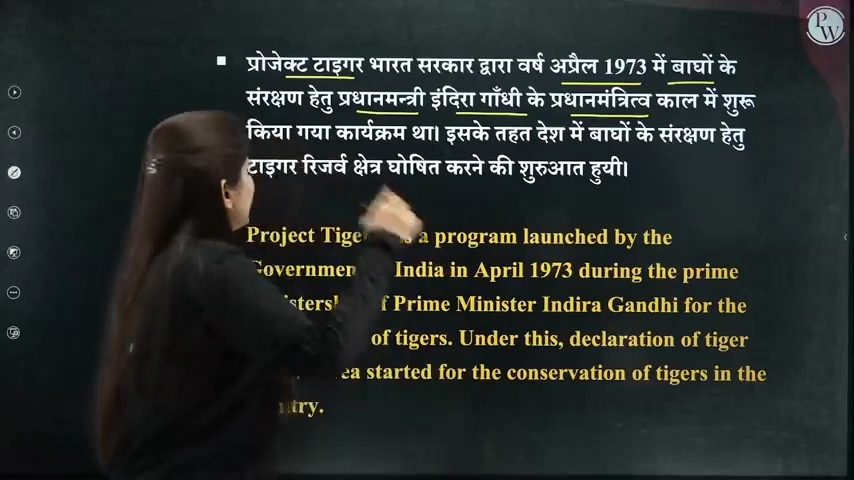 PW
प्रोजेक्ट टाइगर भारत सरकार द्वारा वर्ष अप्रैल 1973 में बाघों के
संरक्षण हेतु प्रधानमन्त्री इंदिरा गाँधी के प्रधानमंत्रित्व काल में शुरू
किया गया कार्यक्रम था। इसके तहत देश में बाघों के संरक्षण हेतु
टाइगर रिजर्व क्षेत्र घोषित करने की शुरुआत हुयी।
Project a program launched by the
India in April 1973 during the prime
Prime Minister Indira Gandhi for the
of tigers. Under this, declaration of tiger
started for the conservation of tigers in the